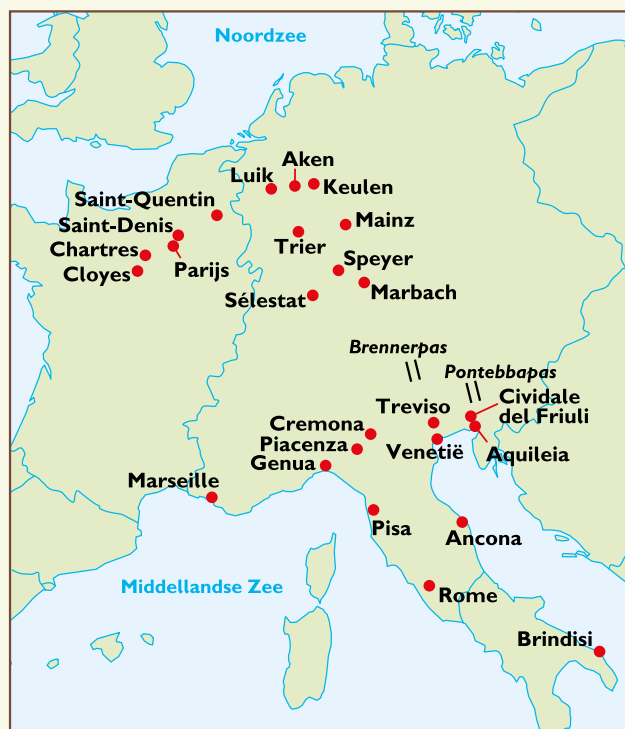 Noordzee
Aken
Luik
Keulen
Saint-Quentin
Saint-Denis
Mainz
Chartres
Trier
Parijs
Cloyes
Speyer
Sélestat
Marbach
Brennerpas
Pontebbapas
Treviso
Cividale
del Friuli
Cremona
Piacenza
Venetië
Aquileia
Genua
Marseille
Pisa
Ancona
Middellandse Zee
Rome
Brindisi